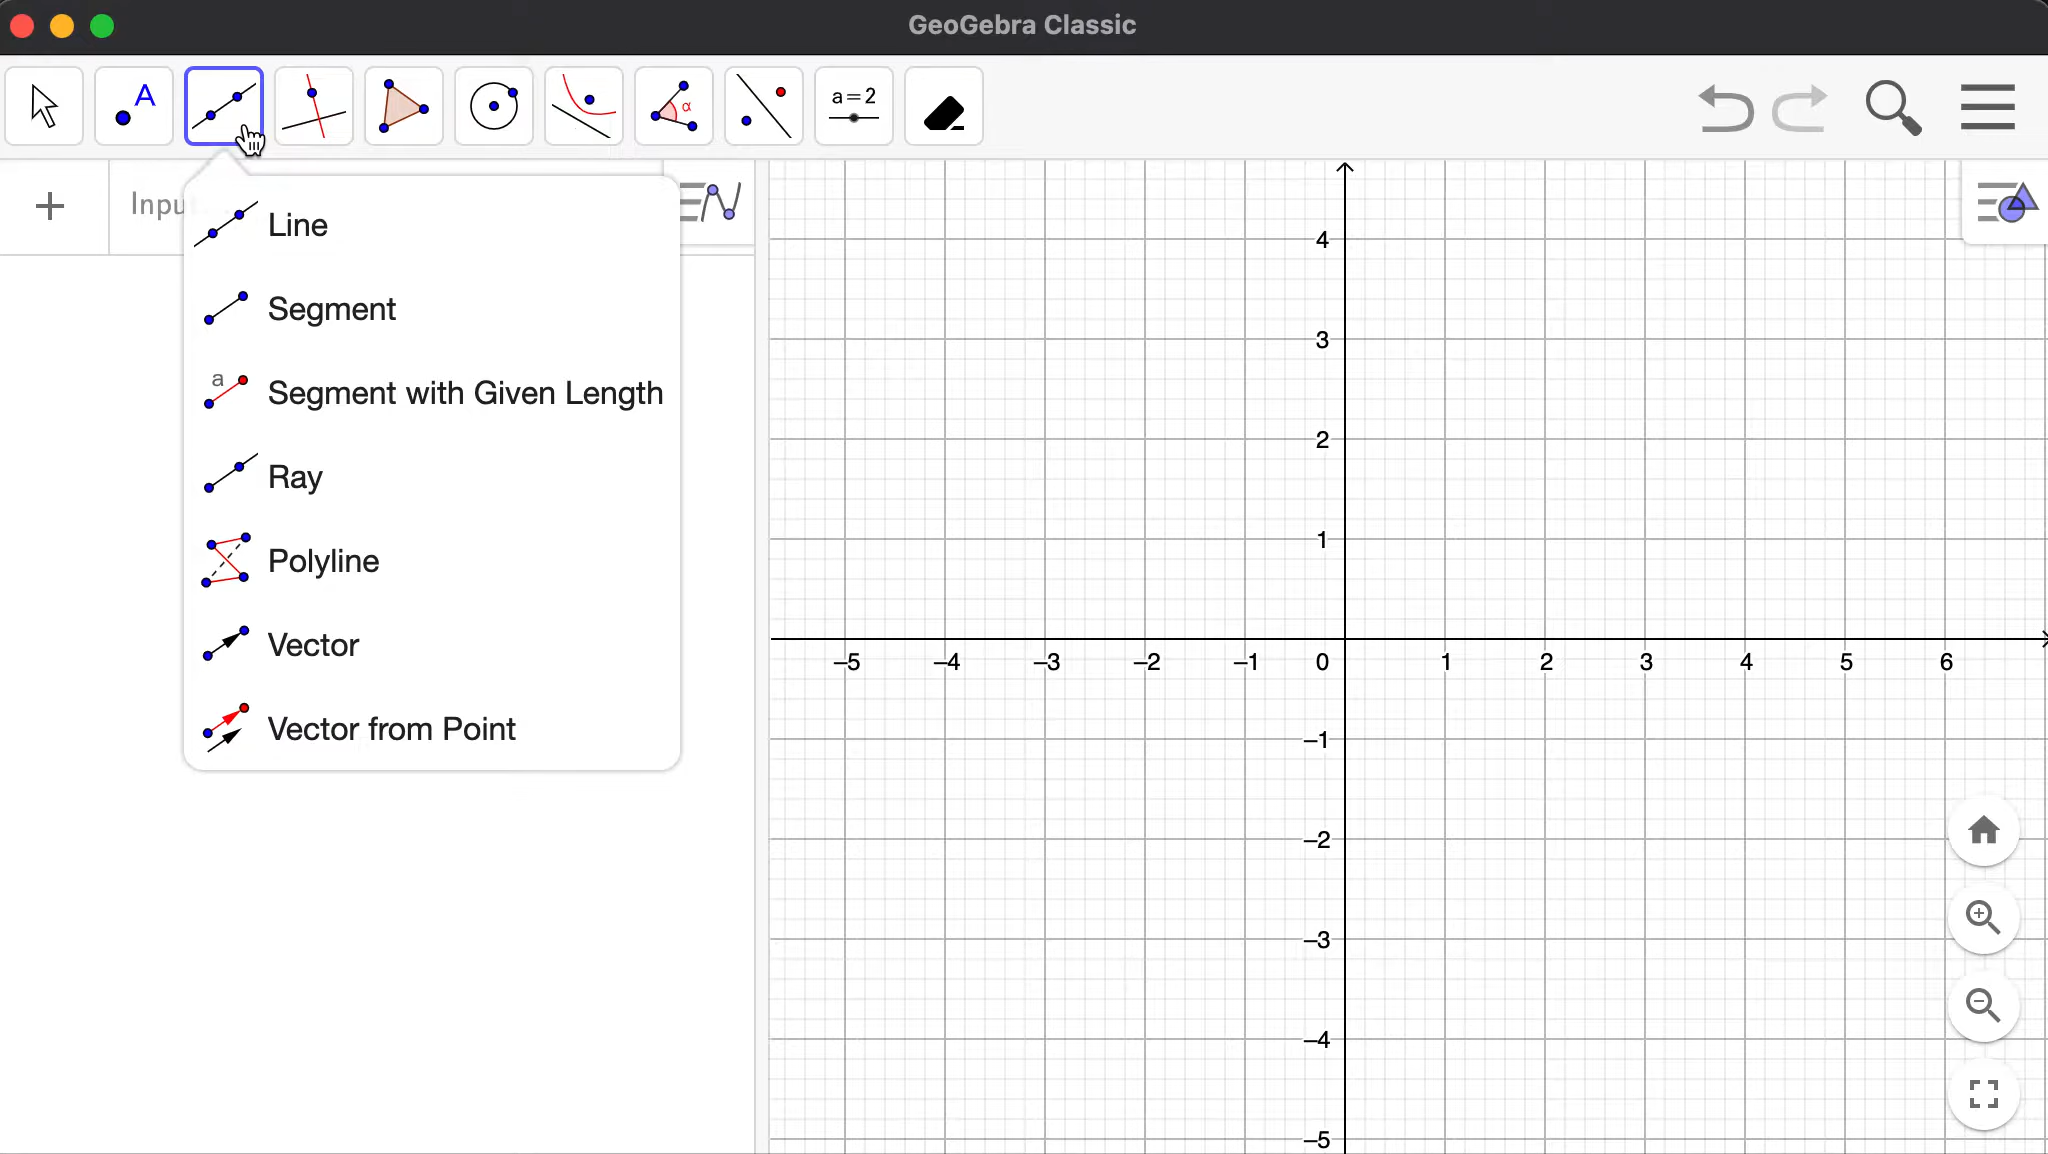 GeoGebra Classic
A
α
a=2
Inpu
Line
Segment
a
Segment with Given Length
Ray
Polyline
Vector
Vector from Point
4
3
2
1
–5 –4 –3 –2 –1 0 1 2 3 4 5 6
–1
–2
–3
–4
–5